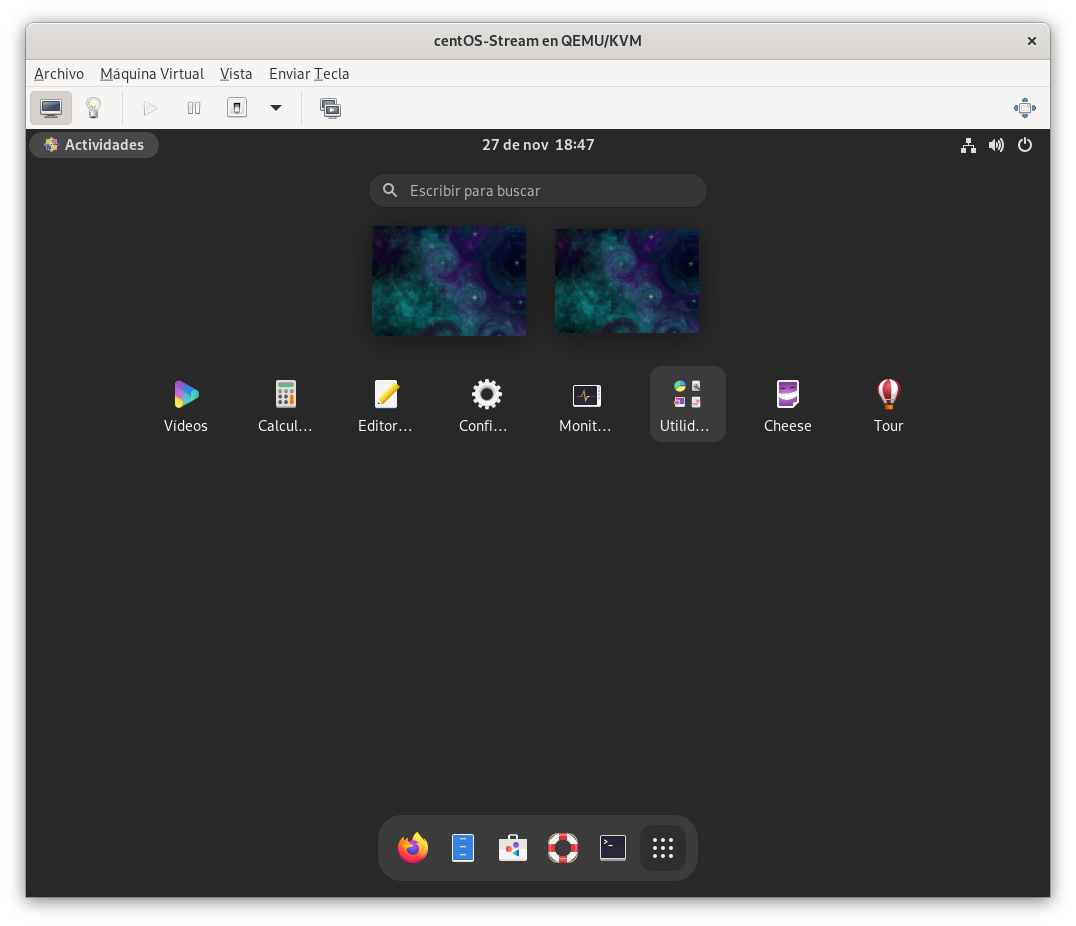 centOS-Stream en QEMU/KVM
Archivo Máquina Virtual Vista Enviar Tecla
Actividades 27 de nov 18:47
Escribir para buscar
Vídeos Calcul... Editor... Confi... Monit... Utilid... Cheese Tour